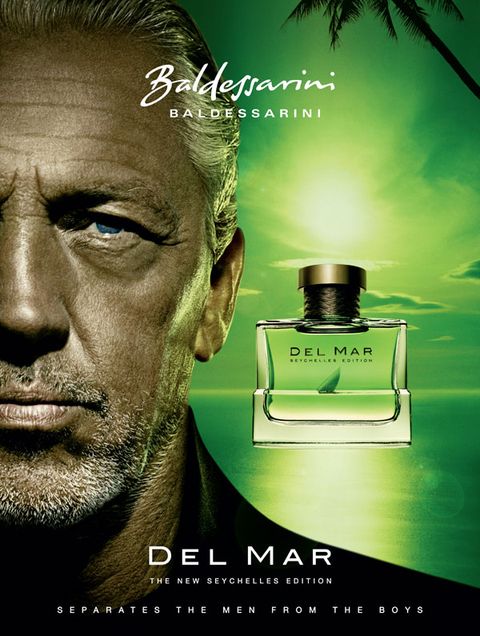 Baldessarini
BALDESSARINI
DEL MAR
SEYCHELLES EDITION
DEL MAR
THE NEW SEYCHELLES EDITION
SEPARATES THE MEN FROM THE BOYS